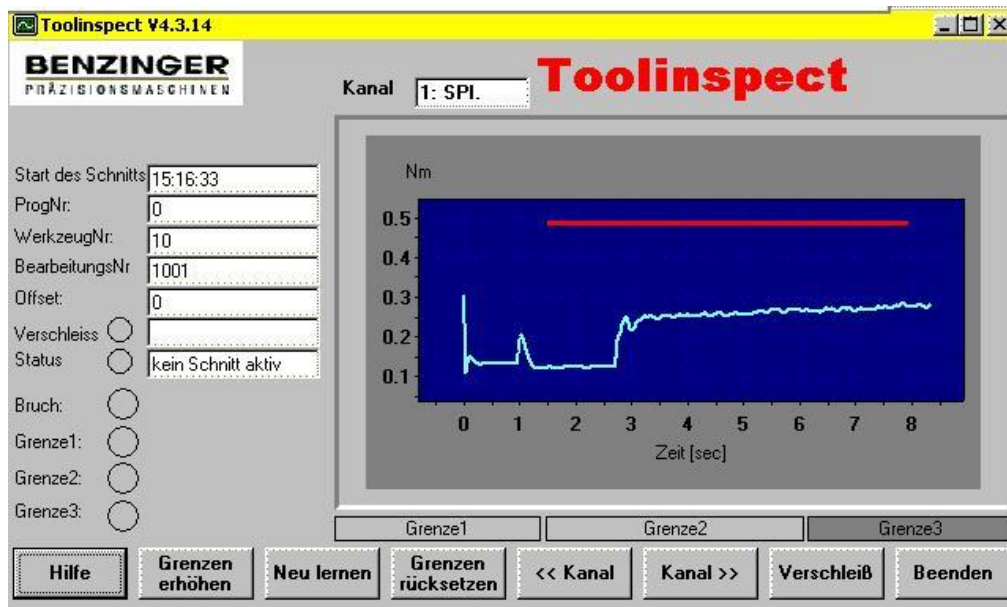 Toolinspect V4.3.14
BENZINGER
PRÄZISIONSMASCHINEN
Kanal 1: SPI.
Toolinspect
Start des Schnitts 15:16:33
ProgNr: 0
WerkzeugNr: 10
BearbeitungsNr 1001
Offset: 0
Verschleiss
Status kein Schnitt aktiv
Bruch:
Grenze1:
Grenze2:
Grenze3:
Nm
0.5
0.4
0.3
0.2
0.1
0 1 2 3 4 5 6 7 8
Zeit [sec]
Grenze1 Grenze2 Grenze3
Hilfe
Grenzen
erhöhen
Neu lernen
Grenzen
rücksetzen
<< Kanal
Kanal >>
Verschleiß
Beenden